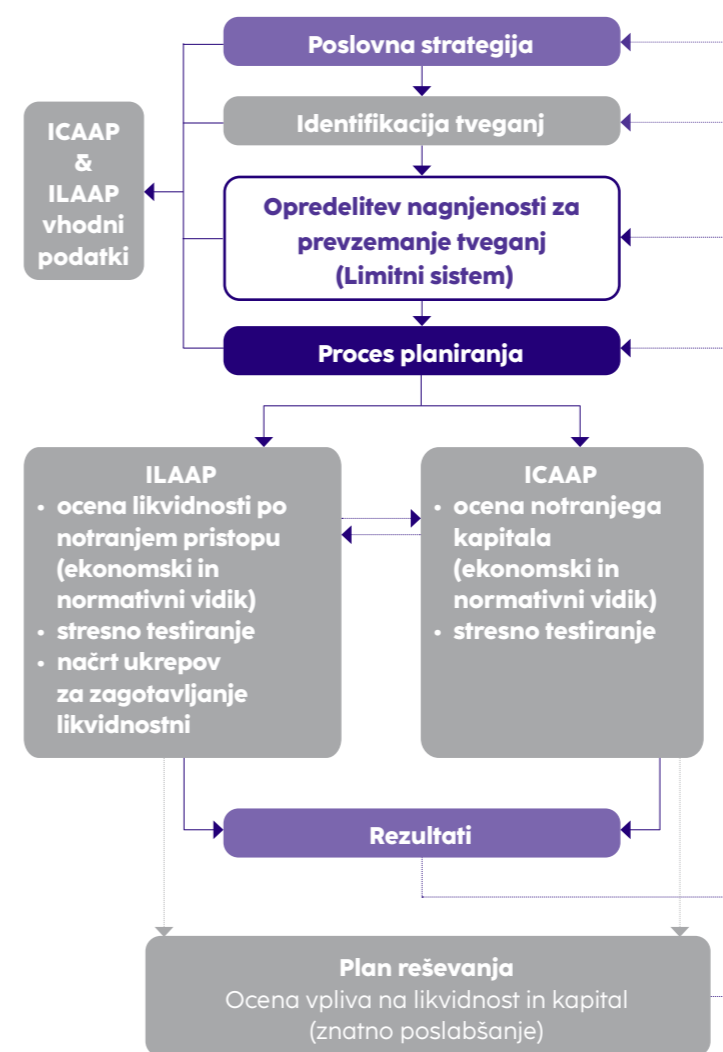 Poslovna strategija
Identifikacija tveganj
ICAAP
&
ILAAP
vhodni
podatki
Opredelitev nagnjenosti za
prevzemanje tveganj
(Limitni sistem)
Proces planiranja
ILAAP
• ocena likvidnosti po
notranjem pristopu
(ekonomski in
normativni vidik)
• stresno testiranje
• načrt ukrepov
za zagotavljanje
likvidnostni
ICAAP
• ocena notranjega
kapitala
(ekonomski in
normativni vidik)
• stresno testiranje
Rezultati
Plan reševanja
Ocena vpliva na likvidnost in kapital
(znatno poslabšanje)